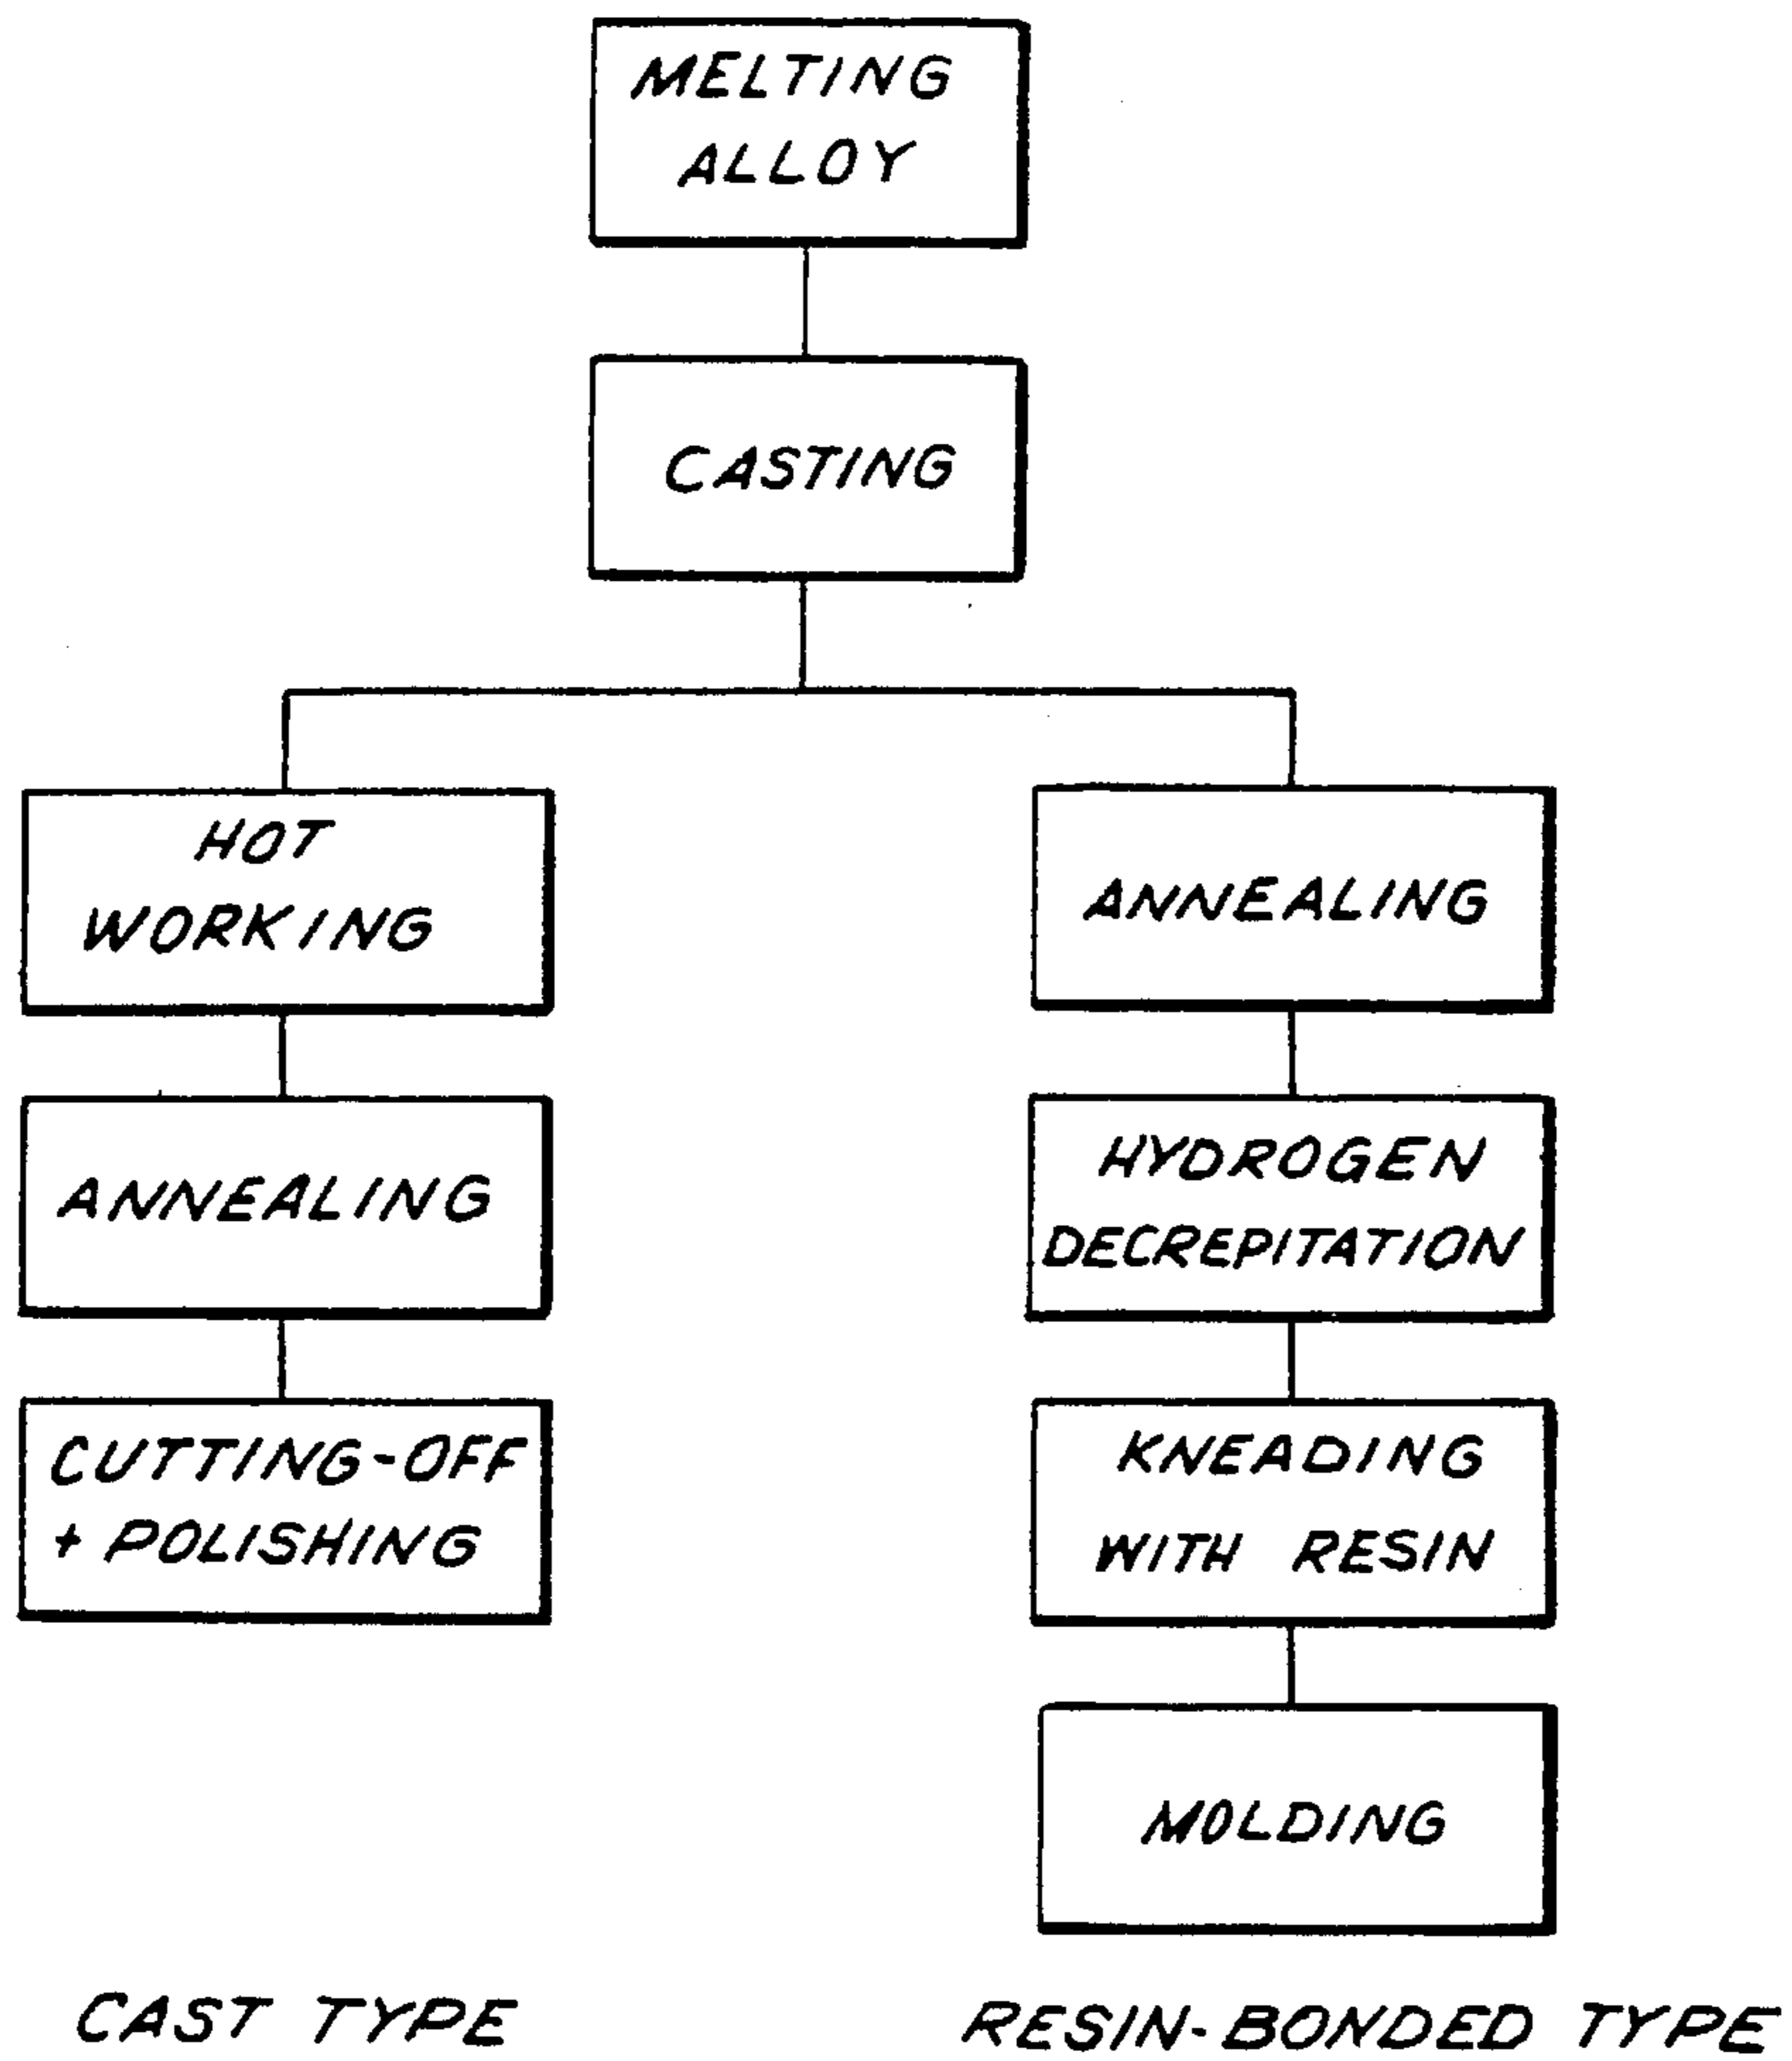 MELTING
ALLOY
CASTING
HOT
WORKING
ANNEALING
CUTTING-OFF
+ POLISHING
CAST TYPE
ANNEALING
HYDROGEN
DECREPITATION
KNEADING
WITH RESIN
MOLDING
RESIN-BONDED TYPE